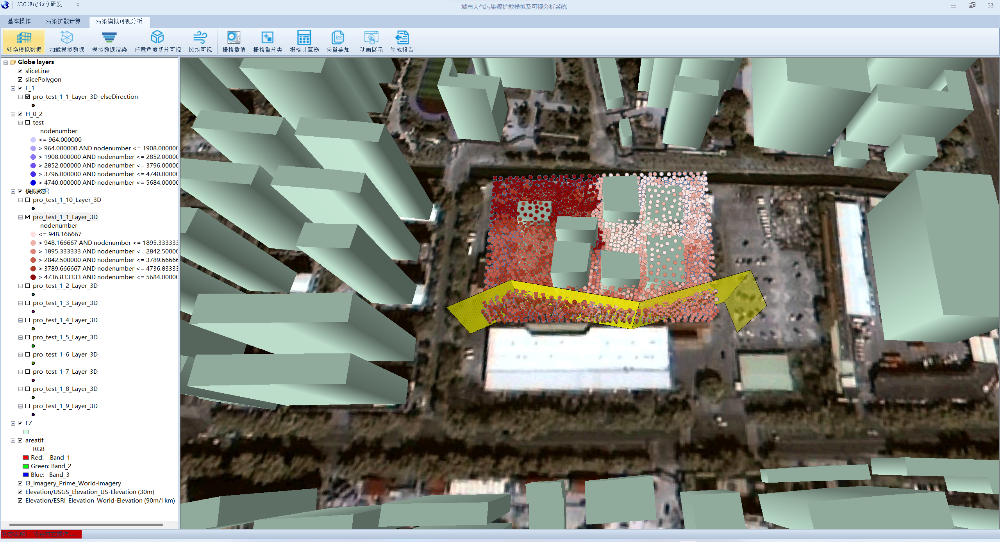 ADC(Fujian)研发
城市大气污染源扩散模拟及可视分析系统
基本操作 污染扩散计算 污染模拟可视分析
转换模拟数据 加载模拟数据 模拟数据渲染 任意角度切分可视 风场可视 栅格插值 栅格重分类 栅格计算器 矢量叠加 动画展示 生成报告
Globe layers
sliceLine
slicePolygon
E_1
pro_test_1_1_Layer_3D_elseDirection
H_0_2
test
nodenumber
<= 964.000000
> 964.000000 AND nodenumber <= 1908.000000
> 1908.000000 AND nodenumber <= 2852.00000
> 2852.000000 AND nodenumber <= 3796.00000
> 3796.000000 AND nodenumber <= 4740.00000
> 4740.000000 AND nodenumber <= 5684.00000
模拟数据
pro_test_1_10_Layer_3D
pro_test_1_1_Layer_3D
nodenumber
<= 948.166667
> 948.166667 AND nodenumber <= 1895.333333
> 1895.333333 AND nodenumber <= 2842.50000
> 2842.500000 AND nodenumber <= 3789.66666
> 3789.666667 AND nodenumber <= 4736.83333
> 4736.833333 AND nodenumber <= 5684.00000
pro_test_1_2_Layer_3D
pro_test_1_3_Layer_3D
pro_test_1_4_Layer_3D
pro_test_1_5_Layer_3D
pro_test_1_6_Layer_3D
pro_test_1_7_Layer_3D
pro_test_1_8_Layer_3D
pro_test_1_9_Layer_3D
FZ
areatif
RGB
Red: Band_1
Green: Band_2
Blue: Band_3
I3_Imagery_Prime_World-Imagery
Elevation/USGS_Elevation_US-Elevation (30m)
Elevation/ESRI_Elevation_World-Elevation (90m/1km)